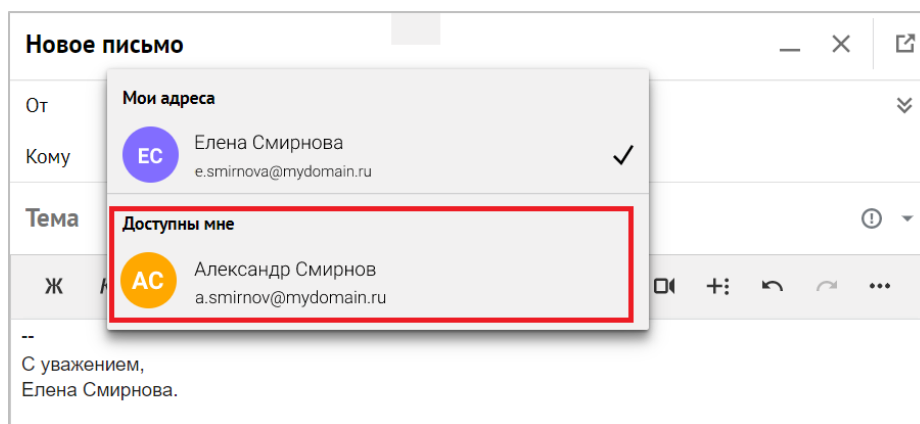 Новое письмо
От
Мои адреса
ЕС
Елена Смирнова
e.smirnova@mydomain.ru
Кому
Тема
Доступны мне
АС
Александр Смирнов
a.smirnov@mydomain.ru
Ж
--
С уважением,
Елена Смирнова.